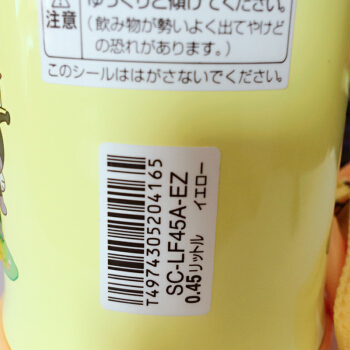 ゆっくりと傾けてください。
注意
(飲み物が勢いよく出てやけど
の恐れがあります。)
このシールははがさないでください。
T4974305204165
SC-LF45A-EZ
イエロー
0.45リットル